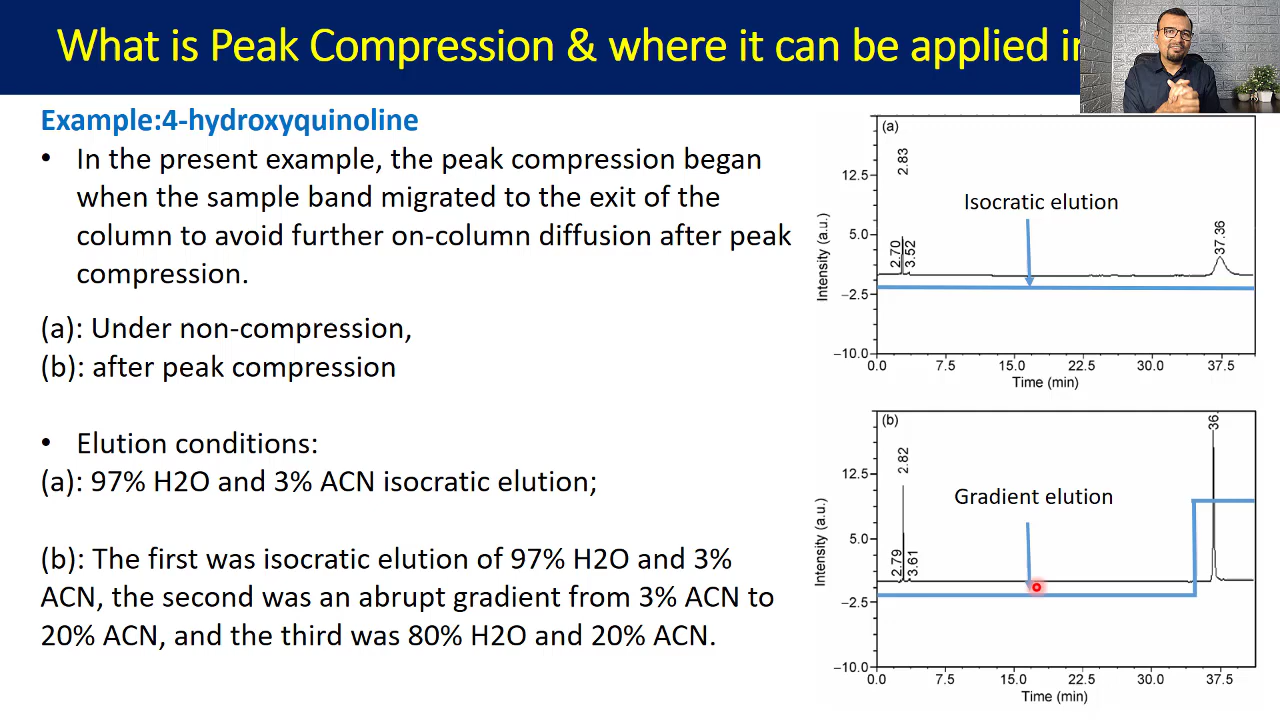 What is Peak Compression & where it can be applied
Example:4-hydroxyquinoline
• In the present example, the peak compression began
when the sample band migrated to the exit of the
column to avoid further on-column diffusion after peak
compression.
(a): Under non-compression,
(b): after peak compression
• Elution conditions:
(a): 97% H2O and 3% ACN isocratic elution;
(b): The first was isocratic elution of 97% H2O and 3%
ACN, the second was an abrupt gradient from 3% ACN to
20% ACN, and the third was 80% H2O and 20% ACN.
(a)
2.83
12.5
Isocratic elution
5.0
2.70
3.52
37.36
Intensity (a.u.)
−2.5
−10.0
0.0 7.5 15.0 22.5 30.0 37.5
Time (min)
(b)
36
2.82
12.5
Gradient elution
5.0
2.79
3.61
Intensity (a.u.)
−2.5
−10.0
0.0 7.5 15.0 22.5 30.0 37.5
Time (min)